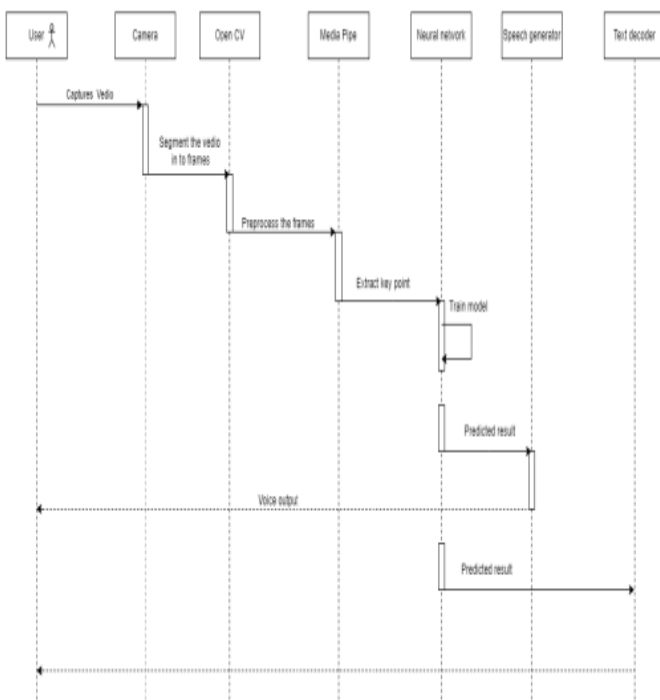 User
Camera
Open CV
Media Pipe
Neural network
Speech generator
Text decoder
Captures Vedio
Segment the vedio
in to frames
Preprocess the frames
Extract key point
Train model
Predicted result
Voice output
Predicted result